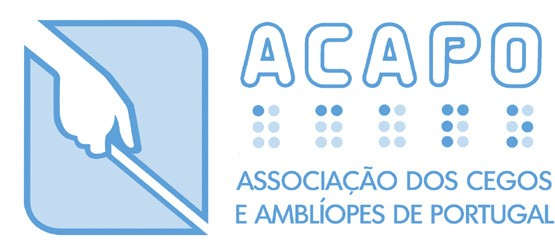 ACAPO
⠁⠉⠁⠏⠕
ASSOCIAÇÃO DOS CEGOS
E AMBLÍOPES DE PORTUGAL